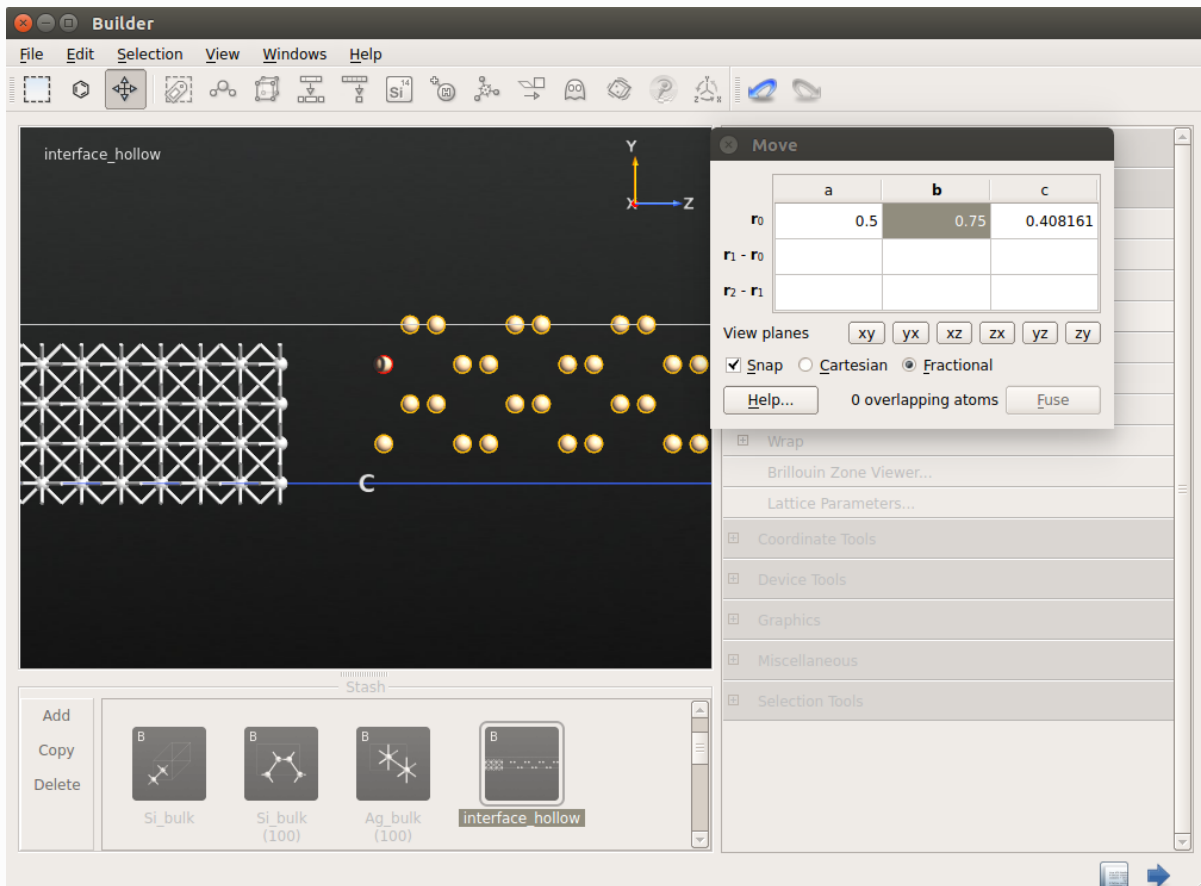 Builder
File Edit Selection View Windows Help
Si 14
H
z x
interface_hollow
Y
X Z
C
Move
a b c
r0 0.5 0.75 0.408161
r1 - r0
r2 - r1
View planes xy yx xz zx yz zy
Snap Cartesian Fractional
Help... 0 overlapping atoms Fuse
Wrap
Brillouin Zone Viewer...
Lattice Parameters...
Coordinate Tools
Device Tools
Graphics
Miscellaneous
Selection Tools
Stash
Add
Copy
Delete
B B B B
Si_bulk Si_bulk Ag_bulk interface_hollow
(100) (100)